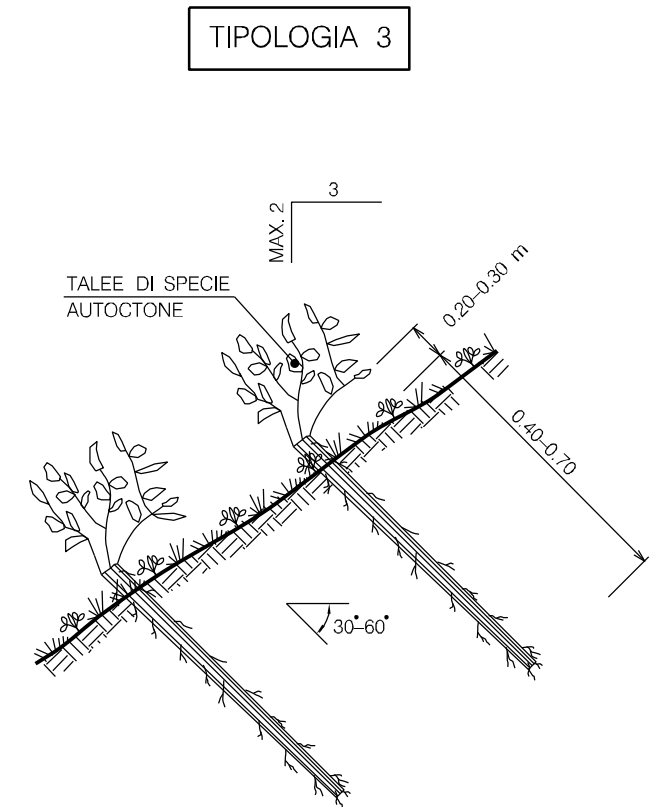 TIPOLOGIA 3
3
MAX. 2
TALEE DI SPECIE
AUTOCTONE
0.20-0.30 m
0.40-0.70
30°-60°